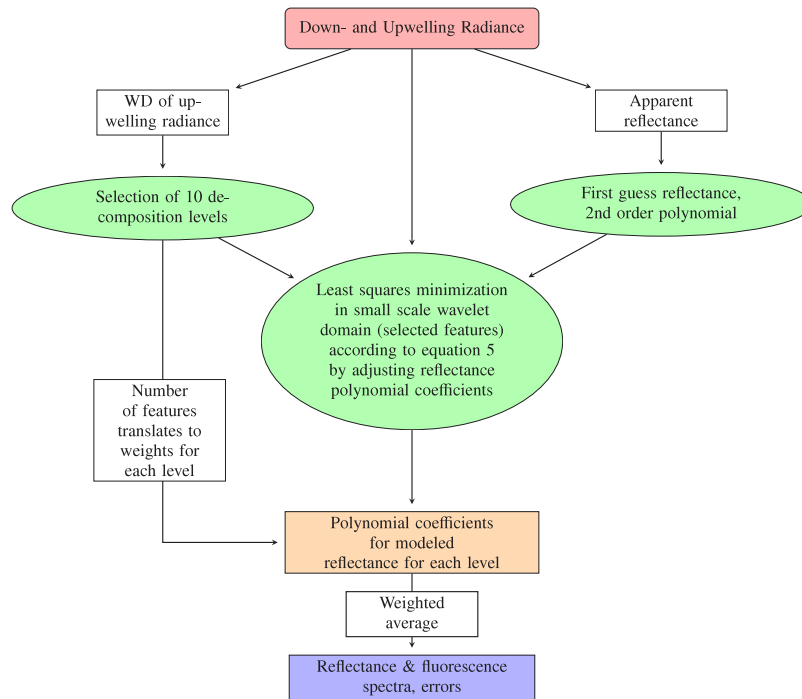 Down- and Upwelling Radiance
WD of up-
welling radiance
Apparent
reflectance
Selection of 10 de-
composition levels
First guess reflectance,
2nd order polynomial
Least squares minimization
in small scale wavelet
domain (selected features)
according to equation 5
by adjusting reflectance
polynomial coefficients
Number
of features
translates to
weights for
each level
Polynomial coefficients
for modeled
reflectance for each level
Weighted
average
Reflectance & fluorescence
spectra, errors